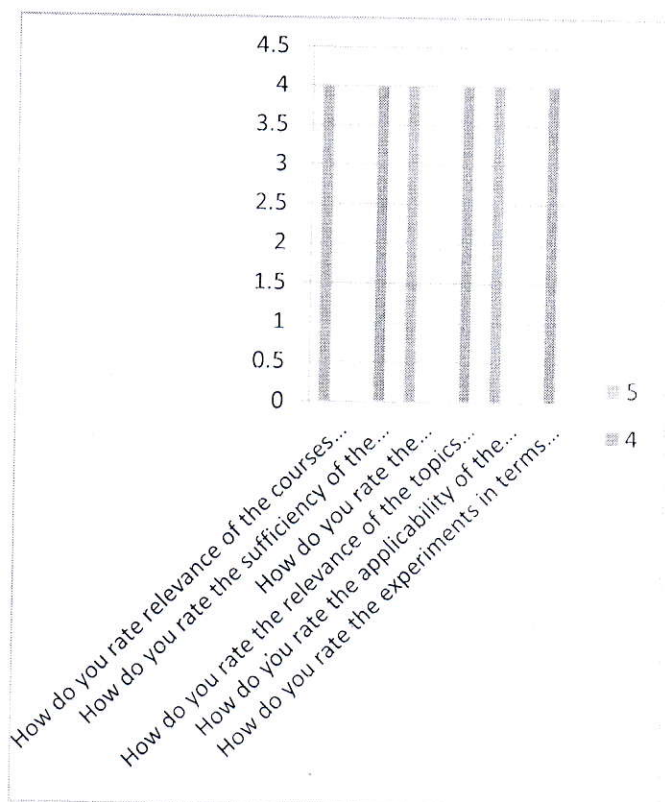 4.5
4
3.5
3
2.5
2
1.5
1
0.5
0
5
4
How do you rate relevance of the courses...
How do you rate the sufficiency of the...
How do you rate the...
How do you rate the relevance of the topics...
How do you rate the applicability of the...
How do you rate the experiments in terms...